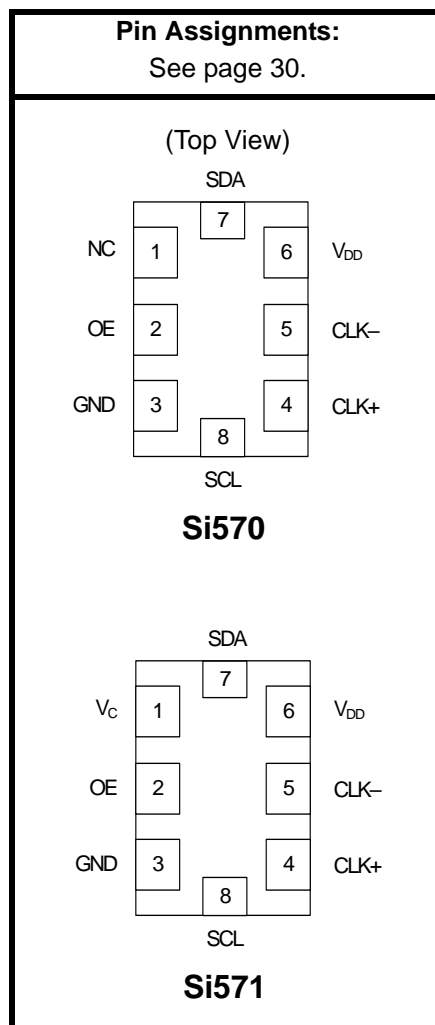 Pin Assignments:
See page 30.
(Top View)
SDA
7
NC 1 6 VDD
OE 2 5 CLK–
GND 3 4 CLK+
8
SCL
Si570
SDA
7
VC 1 6 VDD
OE 2 5 CLK–
GND 3 4 CLK+
8
SCL
Si571